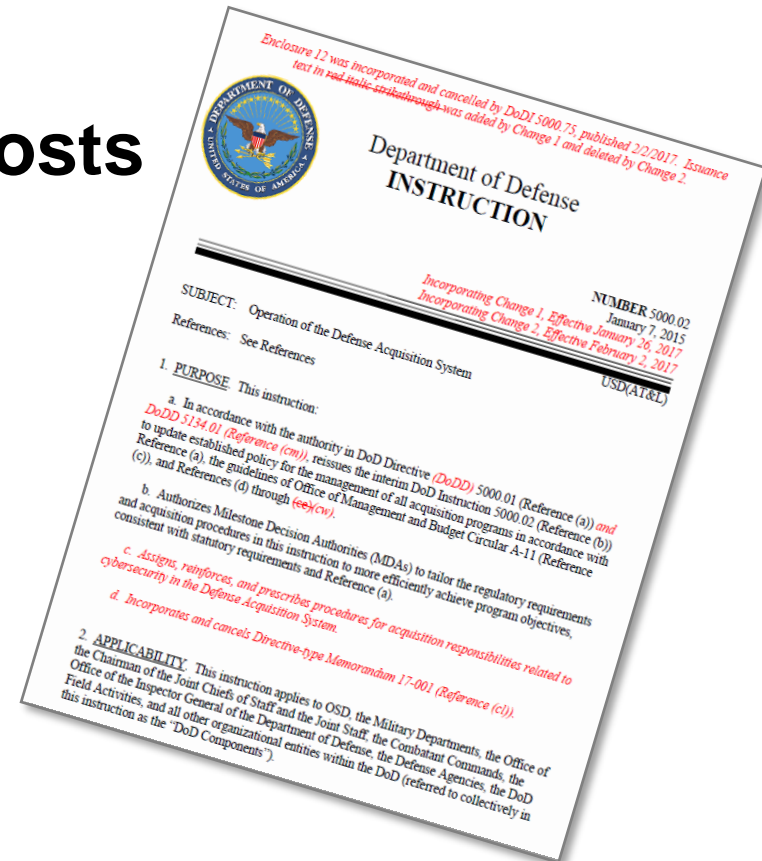 osts
Enclosure 12 was incorporated and cancelled by DoDI 5000.75, published 2/2/2017. Issuance
text in red italic strikethrough was added by Change 1 and deleted by Change 2.
DEPARTMENT OF DEFENSE
UNITED STATES OF AMERICA
Department of Defense
INSTRUCTION
NUMBER 5000.02
January 7, 2015
Incorporating Change 1, Effective January 26, 2017
Incorporating Change 2, Effective February 2, 2017
USD(AT&L)
SUBJECT: Operation of the Defense Acquisition System
References: See References
1. PURPOSE. This instruction:
a. In accordance with the authority in DoD Directive (DoDD) 5000.01 (Reference (a)) and
DoDD 5134.01 (Reference (cm)), reissues the interim DoD Instruction 5000.02 (Reference (b))
to update established policy for the management of all acquisition programs in accordance with
Reference (a), the guidelines of Office of Management and Budget Circular A-11 (Reference
(c)), and References (d) through (ce)(cw).
b. Authorizes Milestone Decision Authorities (MDAs) to tailor the regulatory requirements
and acquisition procedures in this instruction to more efficiently achieve program objectives,
consistent with statutory requirements and Reference (a).
c. Assigns, reinforces, and prescribes procedures for acquisition responsibilities related to
cybersecurity in the Defense Acquisition System.
d. Incorporates and cancels Directive-type Memorandum 17-001 (Reference (cl)).
2. APPLICABILITY. This instruction applies to OSD, the Military Departments, the Office of
the Chairman of the Joint Chiefs of Staff and the Joint Staff, the Combatant Commands, the
Office of the Inspector General of the Department of Defense, the Defense Agencies, the DoD
Field Activities, and all other organizational entities within the DoD (referred to collectively in
this instruction as the “DoD Components”).